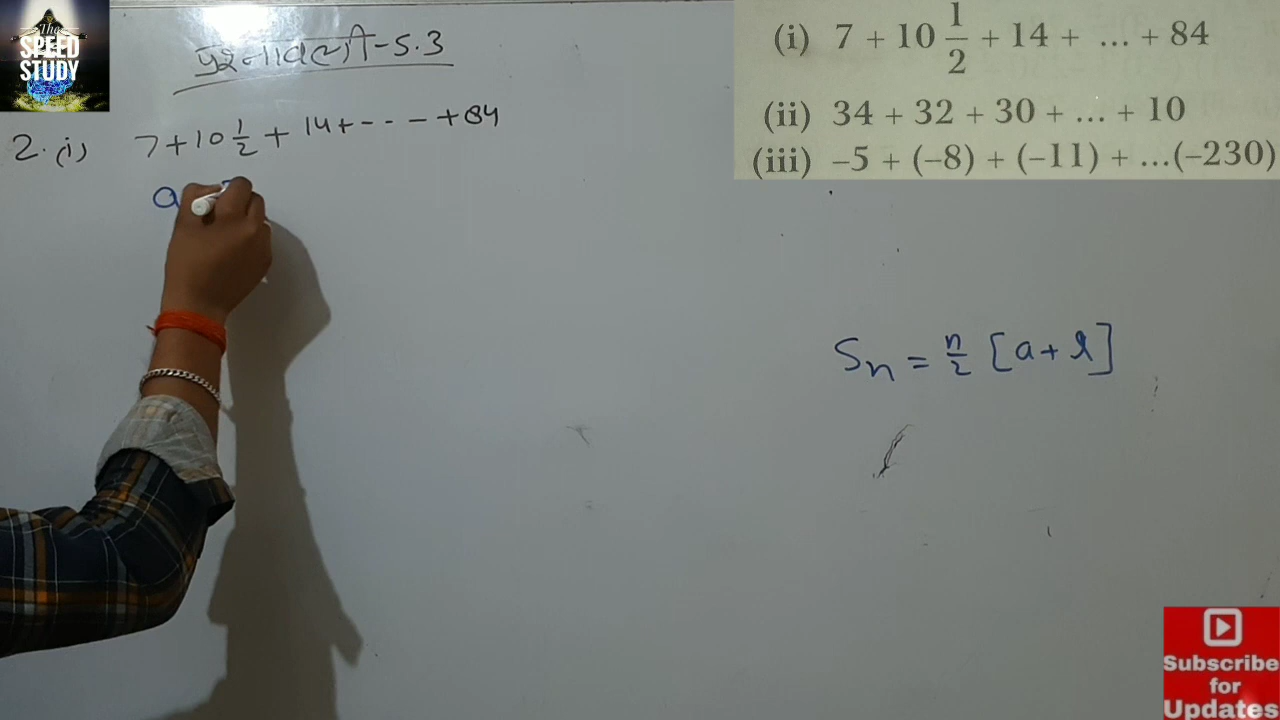 The
SPEED
STUDY
प्रश्नावली - 5.3
(i) 7 + 10 1/2 + 14 + ... + 84
(ii) 34 + 32 + 30 + ... + 10
(iii) –5 + (–8) + (–11) + ...(–230)
2. (i) 7 + 10 1/2 + 14 + - - - + 84
a
Sn = n/2 [a + l]
Subscribe
for
Updates